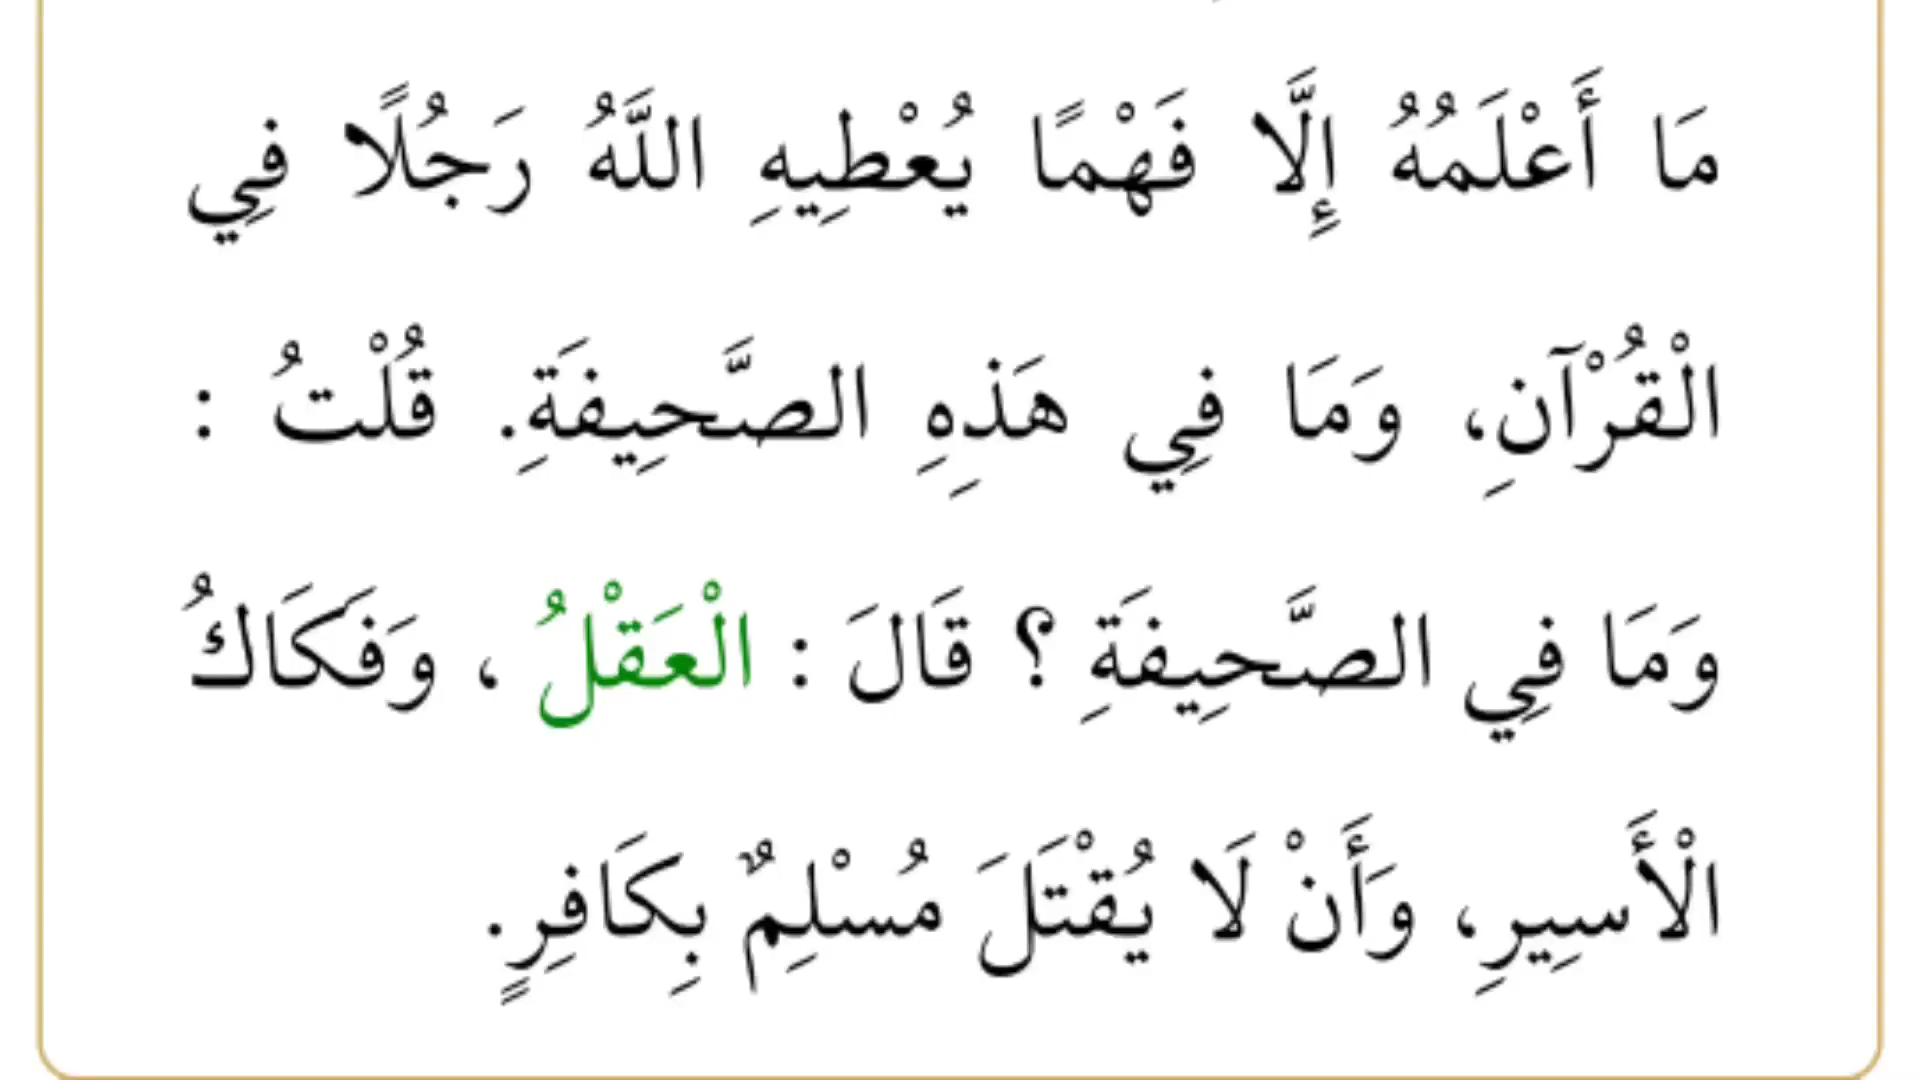 مَا أَعْلَمُهُ إِلَّا فَهْمًا يُعْطِيهِ اللَّهُ رَجُلًا فِي
الْقُرْآنِ، وَمَا فِي هَذِهِ الصَّحِيفَةِ. قُلْتُ :
وَمَا فِي الصَّحِيفَةِ ؟ قَالَ : الْعَقْلُ ، وَفَكَاكُ
الْأَسِيرِ، وَأَنْ لَا يُقْتَلَ مُسْلِمٌ بِكَافِرٍ.